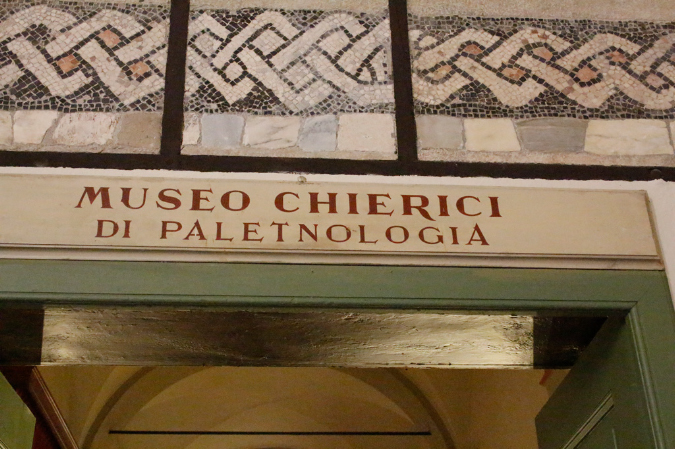 MUSEO CHIERICI
DI PALETNOLOGIA